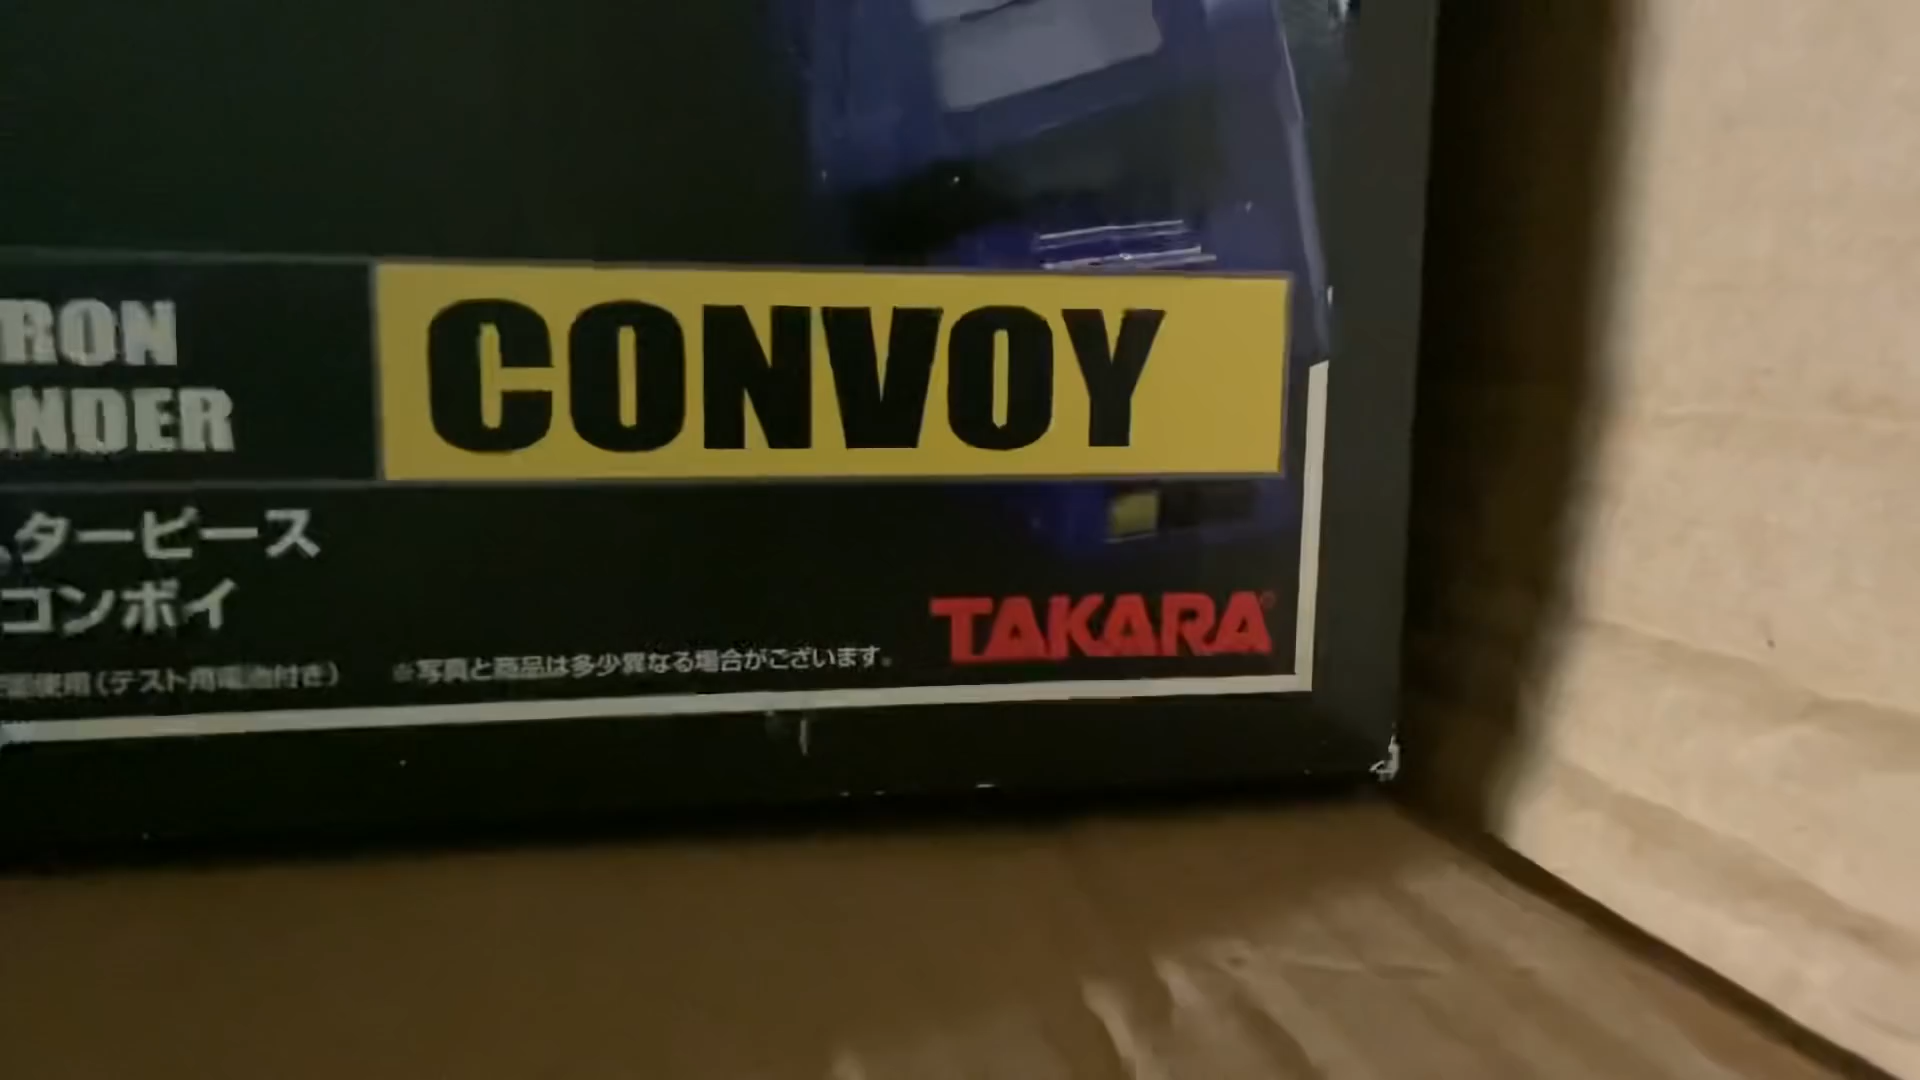 RON
ANDER
CONVOY
ターピース
コンボイ
使用(テスト用電池付き)
※写真と商品は多少異なる場合がございます。
TAKARA®